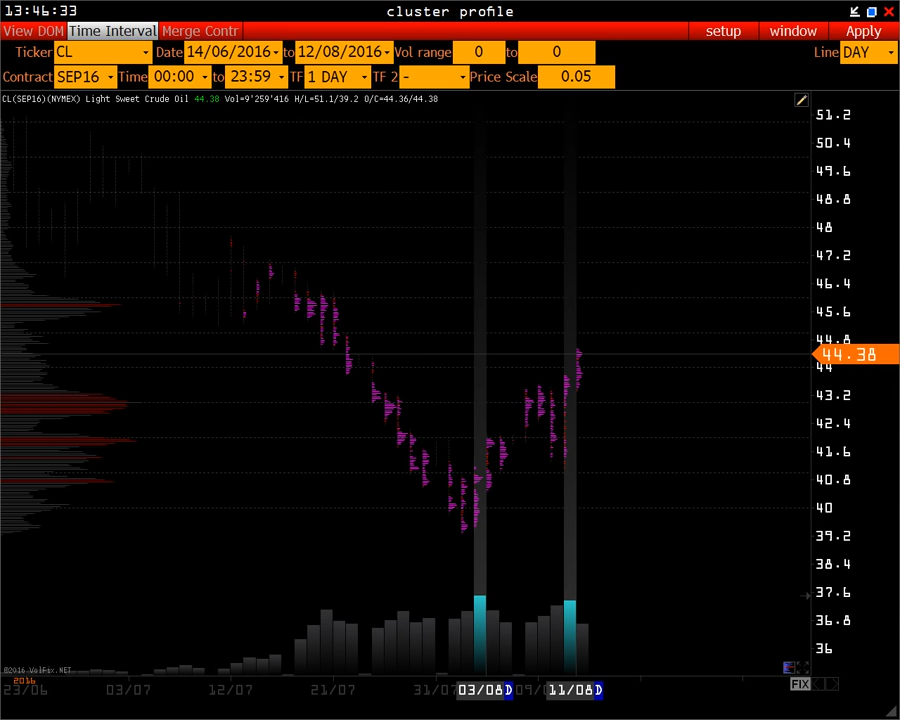 13:46:33 cluster profile
View DOM Time Interval Merge Contr setup window Apply
Ticker CL Date 14/06/2016 to 12/08/2016 Vol range 0 to 0 Line DAY
Contract SEP16 Time 00:00 to 23:59 TF 1 DAY TF 2 - Price Scale 0.05
CL(SEP16)(NYMEX) Light Sweet Crude Oil 44.38 Vol=9'259'416 H/L=51.1/39.2 O/C=44.36/44.38
51.2
50.4
49.6
48.8
48
47.2
46.4
45.6
44.8
44.38
44
43.2
42.4
41.6
40.8
40
39.2
38.4
37.6
36.8
36
©2016 VolFix.NET
2016
23/06 03/07 12/07 21/07 31/07 03/08 D 09/0 11/08 D
FIX